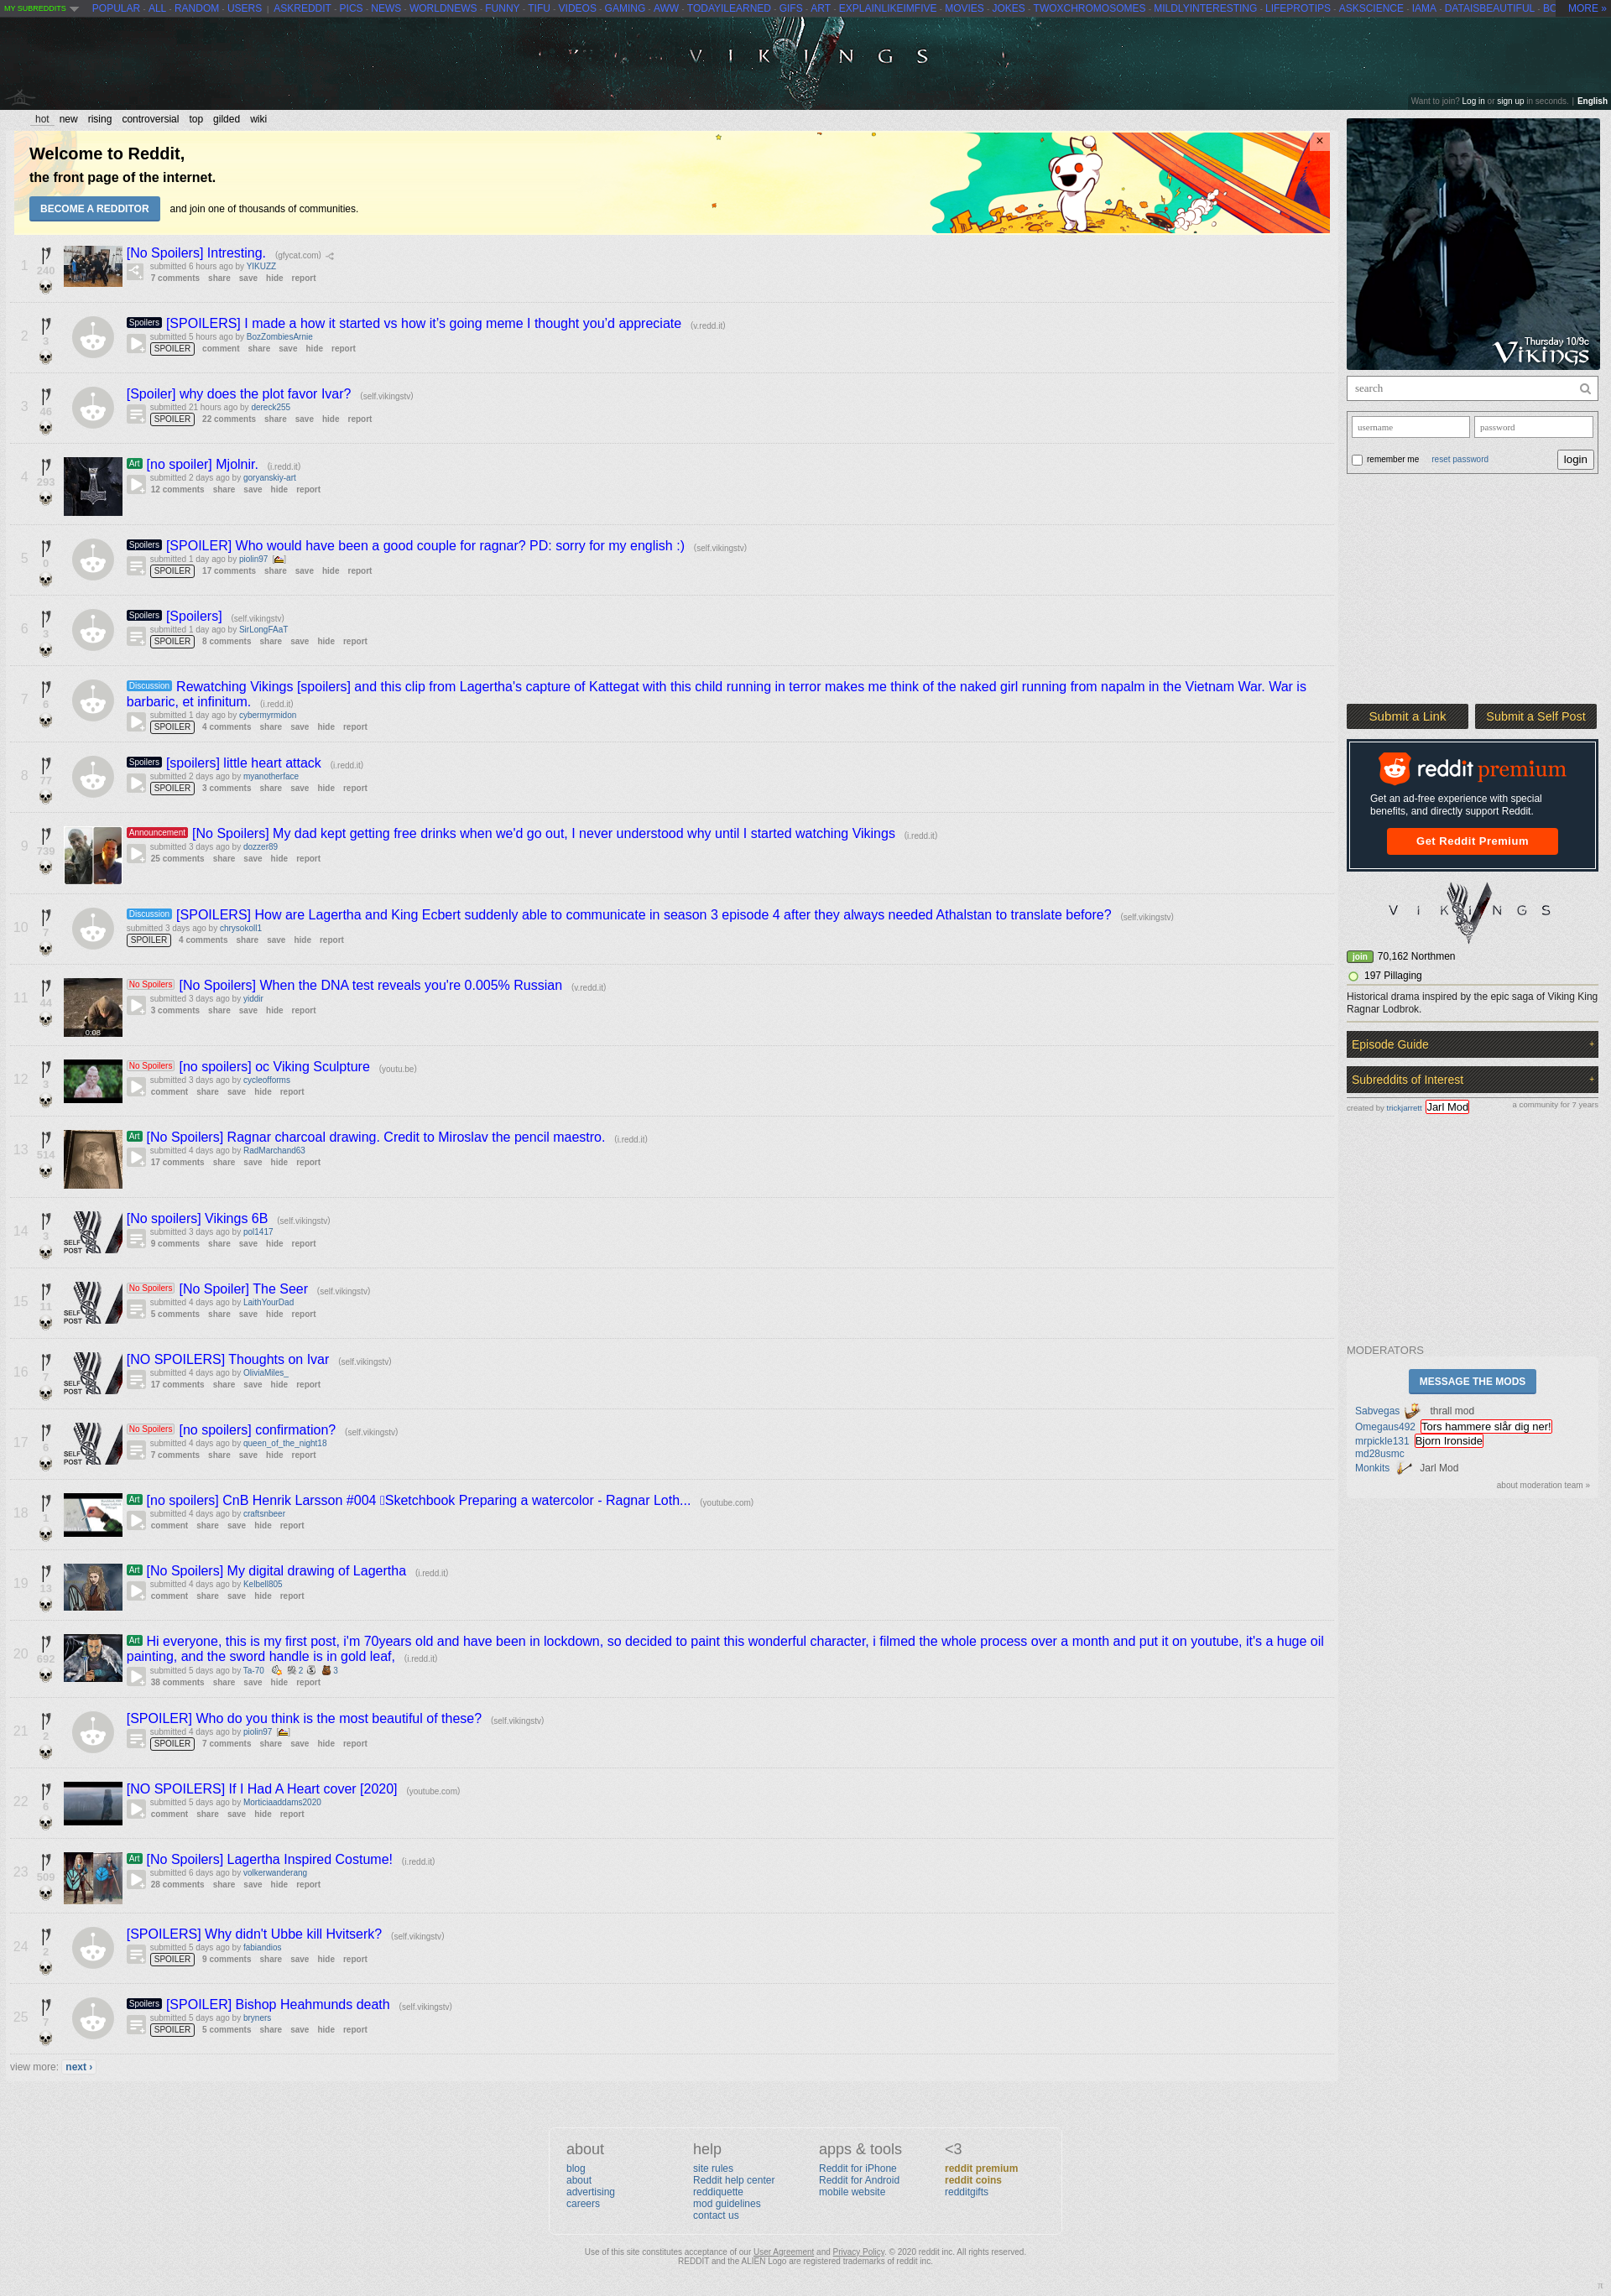 MY SUBREDDITS POPULAR - ALL - RANDOM - USERS | ASKREDDIT - PICS - NEWS - WORLDNEWS - FUNNY - TIFU - VIDEOS - GAMING - AWW - TODAYILEARNED - GIFS - ART - EXPLAINLIKEIMFIVE - MOVIES - JOKES - TWOXCHROMOSOMES - MILDLYINTERESTING - LIFEPROTIPS - ASKSCIENCE - IAMA - DATAISBEAUTIFUL - BO MORE »
VIKINGS
Want to join? Log in or sign up in seconds. | English
hot new rising controversial top gilded wiki
Welcome to Reddit,
the front page of the internet.
BECOME A REDDITOR and join one of thousands of communities.
×
1 240 [No Spoilers] Intresting. (gfycat.com)
submitted 6 hours ago by YIKUZZ
7 comments share save hide report
2 3 Spoilers [SPOILERS] I made a how it started vs how it’s going meme I thought you’d appreciate (v.redd.it)
submitted 5 hours ago by BozZombiesArnie
SPOILER comment share save hide report
3 46 [Spoiler] why does the plot favor Ivar? (self.vikingstv)
submitted 21 hours ago by dereck255
SPOILER 22 comments share save hide report
4 293 Art [no spoiler] Mjolnir. (i.redd.it)
submitted 2 days ago by goryanskiy-art
12 comments share save hide report
5 0 Spoilers [SPOILER] Who would have been a good couple for ragnar? PD: sorry for my english :) (self.vikingstv)
submitted 1 day ago by piolin97
SPOILER 17 comments share save hide report
6 3 Spoilers [Spoilers] (self.vikingstv)
submitted 1 day ago by SirLongFAaT
SPOILER 8 comments share save hide report
7 6 Discussion Rewatching Vikings [spoilers] and this clip from Lagertha's capture of Kattegat with this child running in terror makes me think of the naked girl running from napalm in the Vietnam War. War is
barbaric, et infinitum. (i.redd.it)
submitted 1 day ago by cybermyrmidon
SPOILER 4 comments share save hide report
8 77 Spoilers [spoilers] little heart attack (i.redd.it)
submitted 2 days ago by myanotherface
SPOILER 3 comments share save hide report
9 739 Announcement [No Spoilers] My dad kept getting free drinks when we'd go out, I never understood why until I started watching Vikings (i.redd.it)
submitted 3 days ago by dozzer89
25 comments share save hide report
10 7 Discussion [SPOILERS] How are Lagertha and King Ecbert suddenly able to communicate in season 3 episode 4 after they always needed Athalstan to translate before? (self.vikingstv)
submitted 3 days ago by chrysokoll1
SPOILER 4 comments share save hide report
11 44 No Spoilers [No Spoilers] When the DNA test reveals you're 0.005% Russian (v.redd.it)
submitted 3 days ago by yiddir
3 comments share save hide report
0:08
12 3 No Spoilers [no spoilers] oc Viking Sculpture (youtu.be)
submitted 3 days ago by cycleofforms
comment share save hide report
13 514 Art [No Spoilers] Ragnar charcoal drawing. Credit to Miroslav the pencil maestro. (i.redd.it)
submitted 4 days ago by RadMarchand63
17 comments share save hide report
14 3 SELF POST [No spoilers] Vikings 6B (self.vikingstv)
submitted 3 days ago by pol1417
9 comments share save hide report
15 11 SELF POST No Spoilers [No Spoiler] The Seer (self.vikingstv)
submitted 4 days ago by LaithYourDad
5 comments share save hide report
16 7 SELF POST [NO SPOILERS] Thoughts on Ivar (self.vikingstv)
submitted 4 days ago by OliviaMiles_
17 comments share save hide report
17 6 SELF POST No Spoilers [no spoilers] confirmation? (self.vikingstv)
submitted 4 days ago by queen_of_the_night18
7 comments share save hide report
18 1 Art [no spoilers] CnB Henrik Larsson #004 Sketchbook Preparing a watercolor - Ragnar Loth... (youtube.com)
submitted 4 days ago by craftsnbeer
comment share save hide report
19 13 Art [No Spoilers] My digital drawing of Lagertha (i.redd.it)
submitted 4 days ago by Kelbell805
comment share save hide report
20 692 Art Hi everyone, this is my first post, i'm 70years old and have been in lockdown, so decided to paint this wonderful character, i filmed the whole process over a month and put it on youtube, it's a huge oil
painting, and the sword handle is in gold leaf, (i.redd.it)
submitted 5 days ago by Ta-70 2 3
38 comments share save hide report
21 2 [SPOILER] Who do you think is the most beautiful of these? (self.vikingstv)
submitted 4 days ago by piolin97
SPOILER 7 comments share save hide report
22 6 [NO SPOILERS] If I Had A Heart cover [2020] (youtube.com)
submitted 5 days ago by Morticiaaddams2020
comment share save hide report
23 509 Art [No Spoilers] Lagertha Inspired Costume! (i.redd.it)
submitted 6 days ago by volkerwanderang
28 comments share save hide report
24 2 [SPOILERS] Why didn't Ubbe kill Hvitserk? (self.vikingstv)
submitted 5 days ago by fabiandios
SPOILER 9 comments share save hide report
25 7 Spoilers [SPOILER] Bishop Heahmunds death (self.vikingstv)
submitted 5 days ago by bryners
SPOILER 5 comments share save hide report
view more: next ›
Thursday 10/9c
VIKINGS
search
username password
remember me reset password login
Submit a Link Submit a Self Post
reddit premium
Get an ad-free experience with special
benefits, and directly support Reddit.
Get Reddit Premium
VIKINGS
join 70,162 Northmen
197 Pillaging
Historical drama inspired by the epic saga of Viking King
Ragnar Lodbrok.
Episode Guide +
Subreddits of Interest +
created by trickjarrett Jarl Mod a community for 7 years
MODERATORS
MESSAGE THE MODS
Sabvegas thrall mod
Omegaus492 Tors hammere slår dig ner!
mrpickle131 Bjorn Ironside
md28usmc
Monkits Jarl Mod
about moderation team »
about
blog
about
advertising
careers
help
site rules
Reddit help center
reddiquette
mod guidelines
contact us
apps & tools
Reddit for iPhone
Reddit for Android
mobile website
<3
reddit premium
reddit coins
redditgifts
Use of this site constitutes acceptance of our User Agreement and Privacy Policy. © 2020 reddit inc. All rights reserved.
REDDIT and the ALIEN Logo are registered trademarks of reddit inc.
π